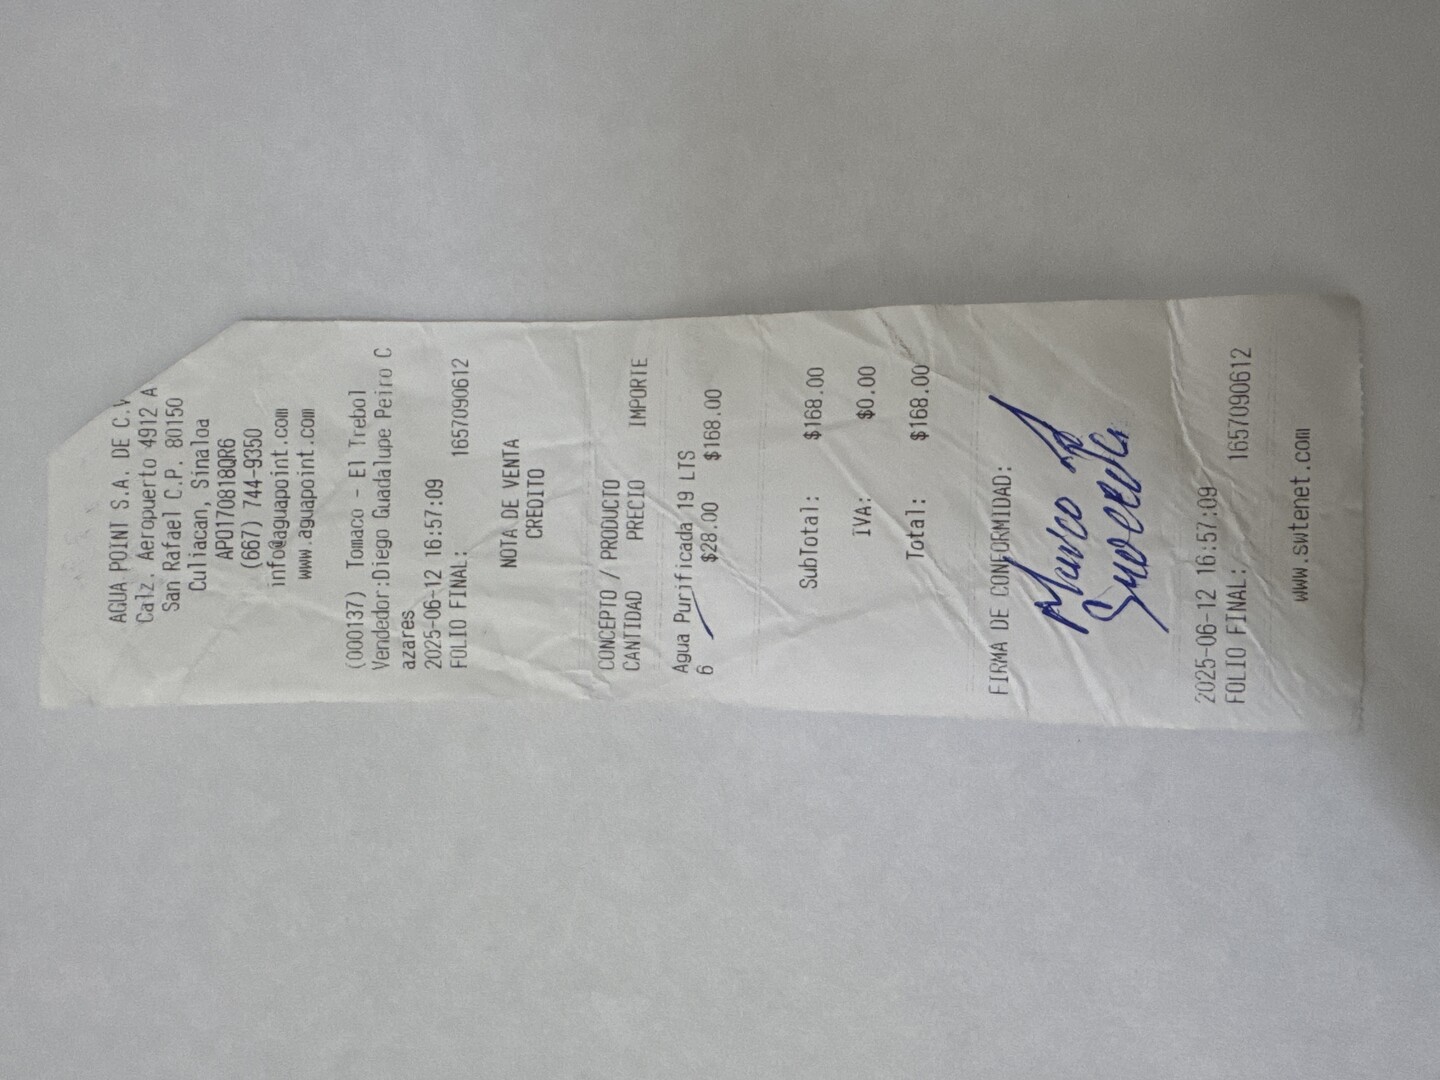 AGUA POINT S.A. DE C.V
Calz. Aeropuerto 4912 A
San Rafael C.P. 80150
Culiacan, Sinaloa
APO170818QR6
(667) 744-9350
info@aguapoint.com
www.aguapoint.com
(000137) Tomaco - El Trebol
Vendedor:Diego Guadalupe Peiro C
azares
2025-06-12 16:57:09
FOLIO FINAL: 1657090612
NOTA DE VENTA
CREDITO
CONCEPTO / PRODUCTO
CANTIDAD PRECIO IMPORTE
Agua Purificada 19 LTS
6 $28.00 $168.00
SubTotal: $168.00
IVA: $0.00
Total: $168.00
FIRMA DE CONFORMIDAD:
Marco
2025-06-12 16:57:09
FOLIO FINAL: 1657090612
www.swtenet.com